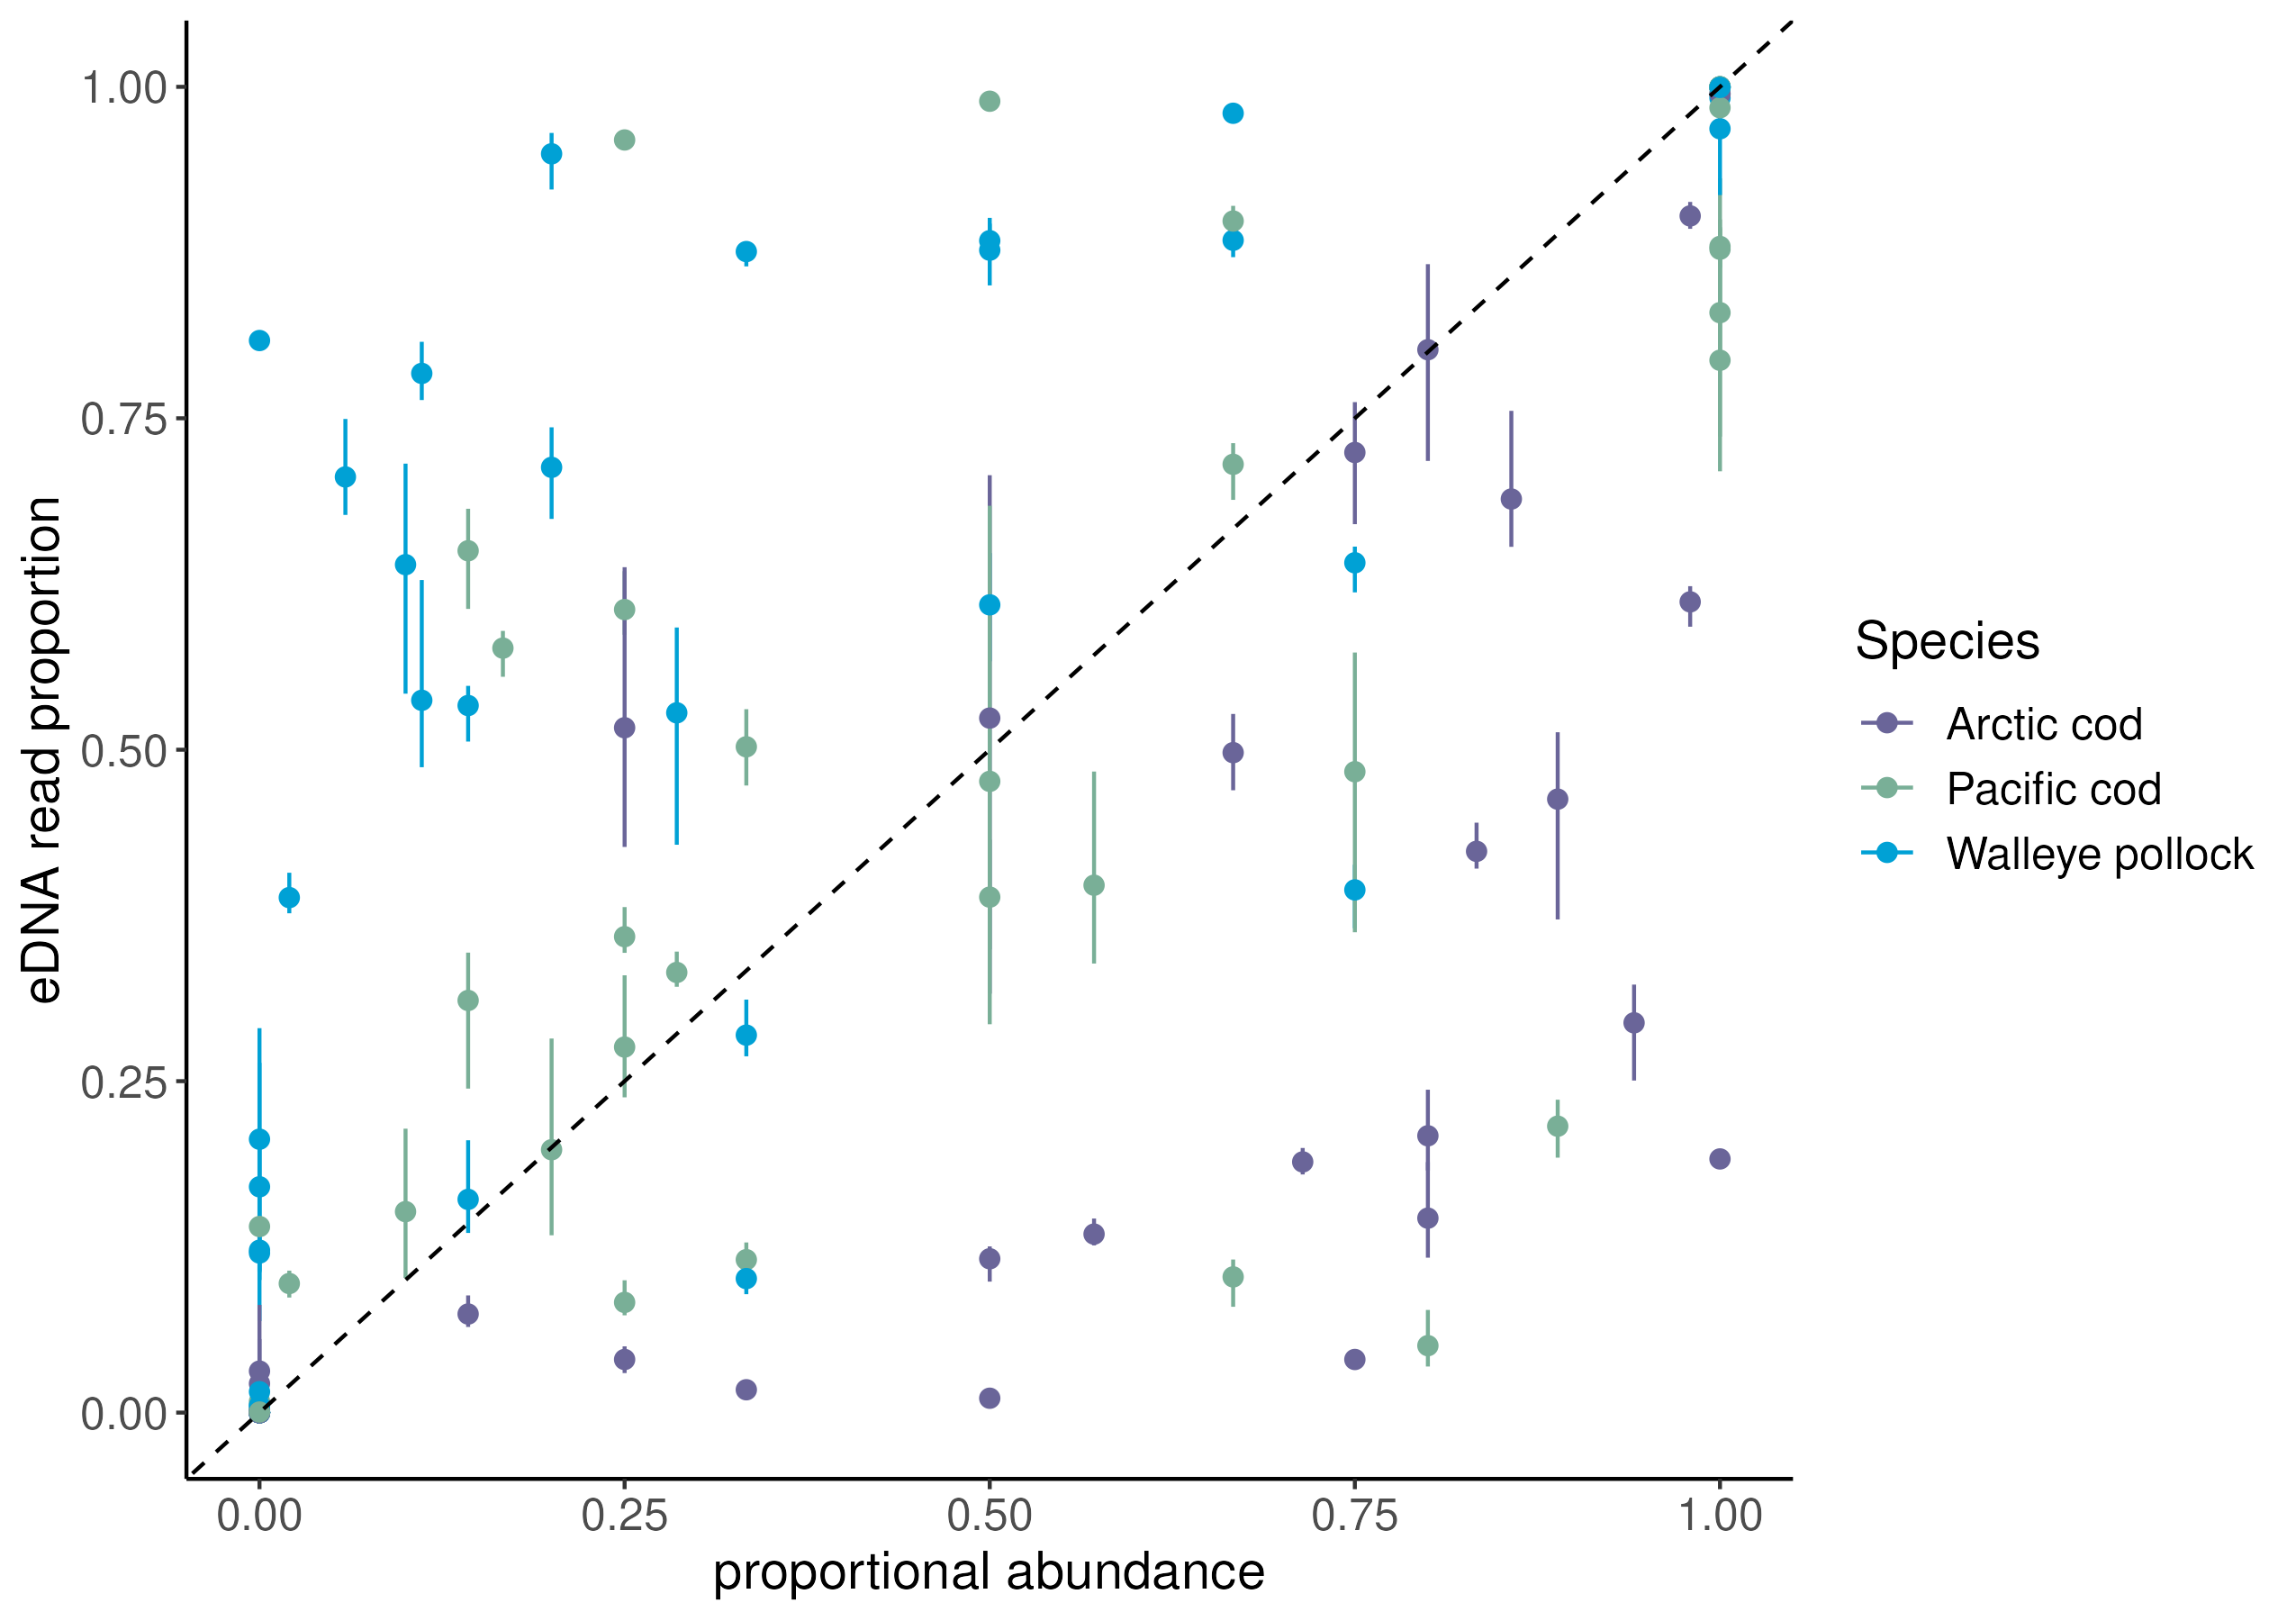 1.00
0.75
0.50
0.25
0.00
eDNA read proportion
0.00 0.25 0.50 0.75 1.00
proportional abundance
Species
Arctic cod
Pacific cod
Walleye pollock